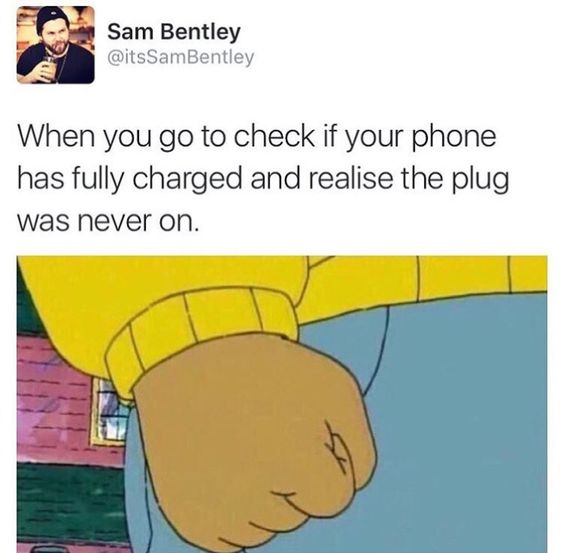 Sam Bentley
@itsSamBentley
When you go to check if your phone
has fully charged and realise the plug
was never on.